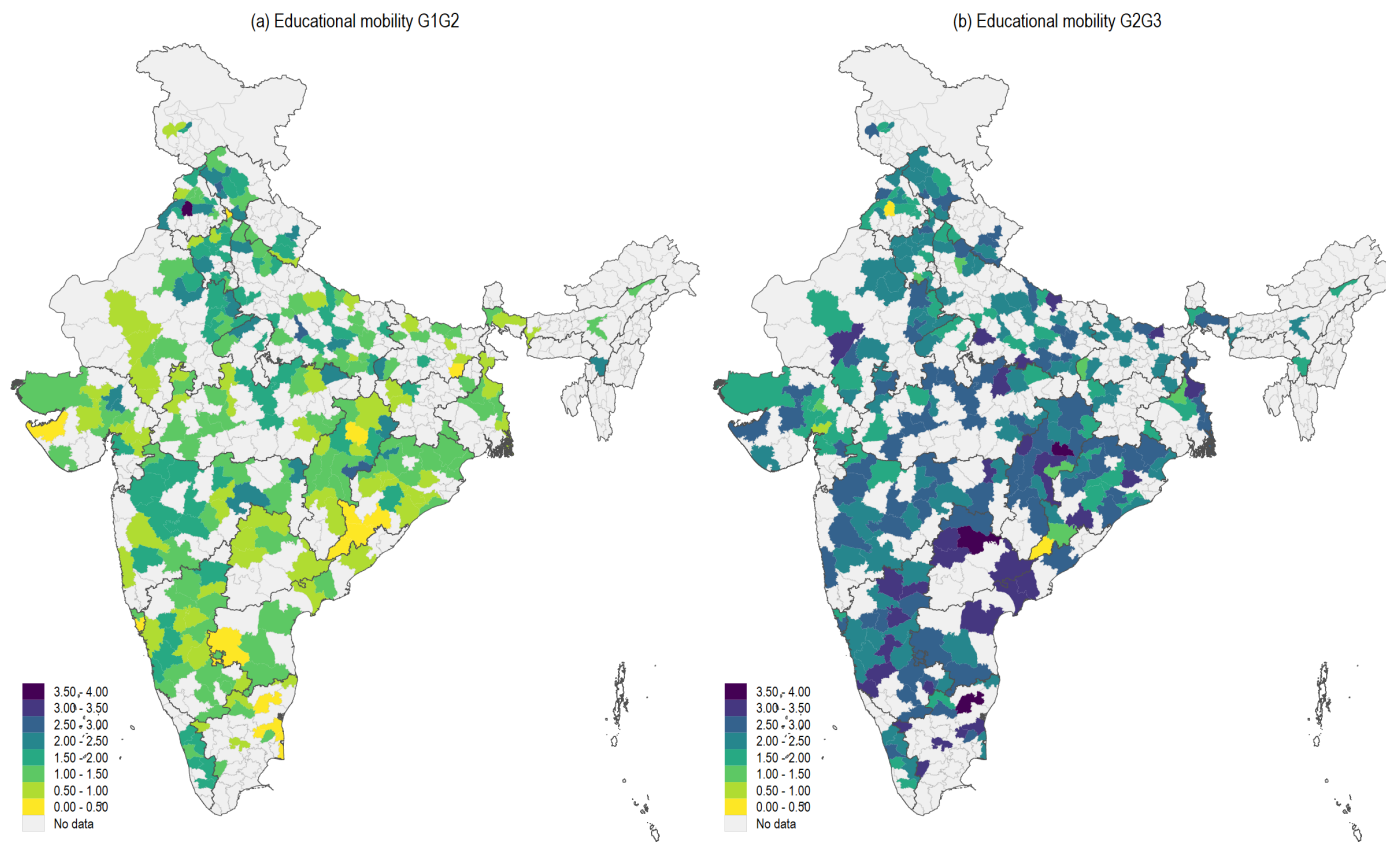 (a) Educational mobility G1G2
(b) Educational mobility G2G3
3.50 - 4.00
3.00 - 3.50
2.50 - 3.00
2.00 - 2.50
1.50 - 2.00
1.00 - 1.50
0.50 - 1.00
0.00 - 0.50
No data
3.50 - 4.00
3.00 - 3.50
2.50 - 3.00
2.00 - 2.50
1.50 - 2.00
1.00 - 1.50
0.50 - 1.00
0.00 - 0.50
No data